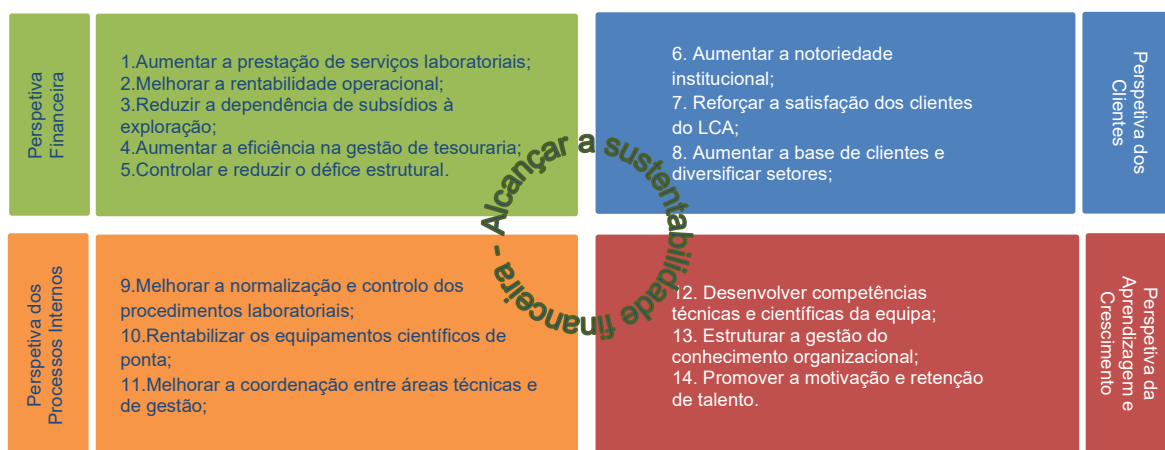 Perspetiva
Financeira
1.Aumentar a prestação de serviços laboratoriais;
2.Melhorar a rentabilidade operacional;
3.Reduzir a dependência de subsídios à
exploração;
4.Aumentar a eficiência na gestão de tesouraria;
5.Controlar e reduzir o défice estrutural.
6. Aumentar a notoriedade
institucional;
7. Reforçar a satisfação dos clientes
do LCA;
8. Aumentar a base de clientes e
diversificar setores;
Perspetiva dos
Clientes
- Alcançar a sustentabilidade financeira
Perspetiva dos
Processos Internos
9.Melhorar a normalização e controlo dos
procedimentos laboratoriais;
10.Rentabilizar os equipamentos científicos de
ponta;
11.Melhorar a coordenação entre áreas técnicas e
de gestão;
12. Desenvolver competências
técnicas e científicas da equipa;
13. Estruturar a gestão do
conhecimento organizacional;
14. Promover a motivação e retenção
de talento.
Perspetiva da
Aprendizagem e
Crescimento